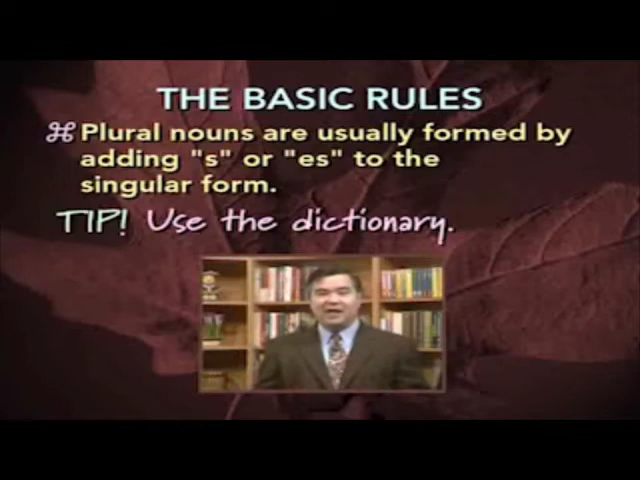 THE BASIC RULES
⌘ Plural nouns are usually formed by
adding "s" or "es" to the
singular form.
TIP! Use the dictionary.